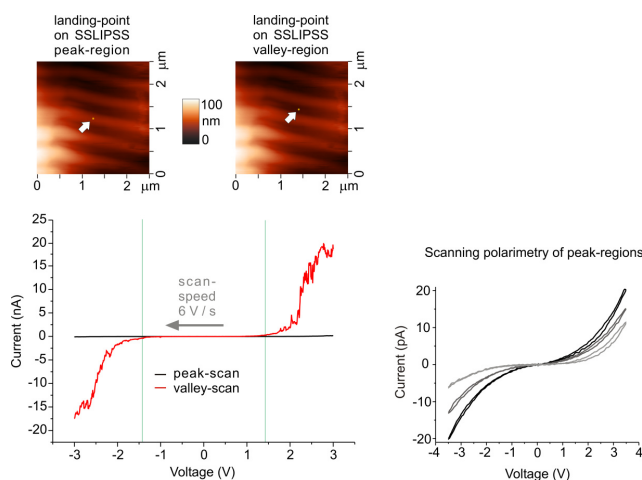 landing-point
on SSLIPSS
peak-region
landing-point
on SSLIPSS
valley-region
100
nm
0
0 1 2
μm
0 1 2
μm
0 1 2
μm
0 1 2
μm
25
20
15
10
5
0
-5
-10
-15
-20
Current (nA)
scan-
speed
6 V / s
peak-scan
valley-scan
-3 -2 -1 0 1 2 3
Voltage (V)
Scanning polarimetry of peak-regions
20
10
0
-10
-20
Current (pA)
-4 -3 -2 -1 0 1 2 3 4
Voltage (V)